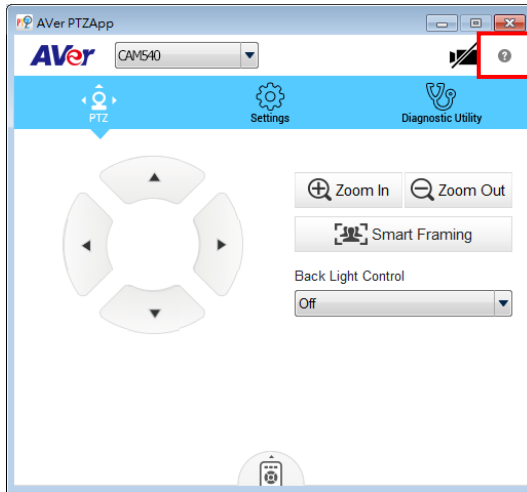 AVer PTZApp
AVer CAM540 ?
PTZ Settings Diagnostic Utility
Zoom In Zoom Out
Smart Framing
Back Light Control
Off